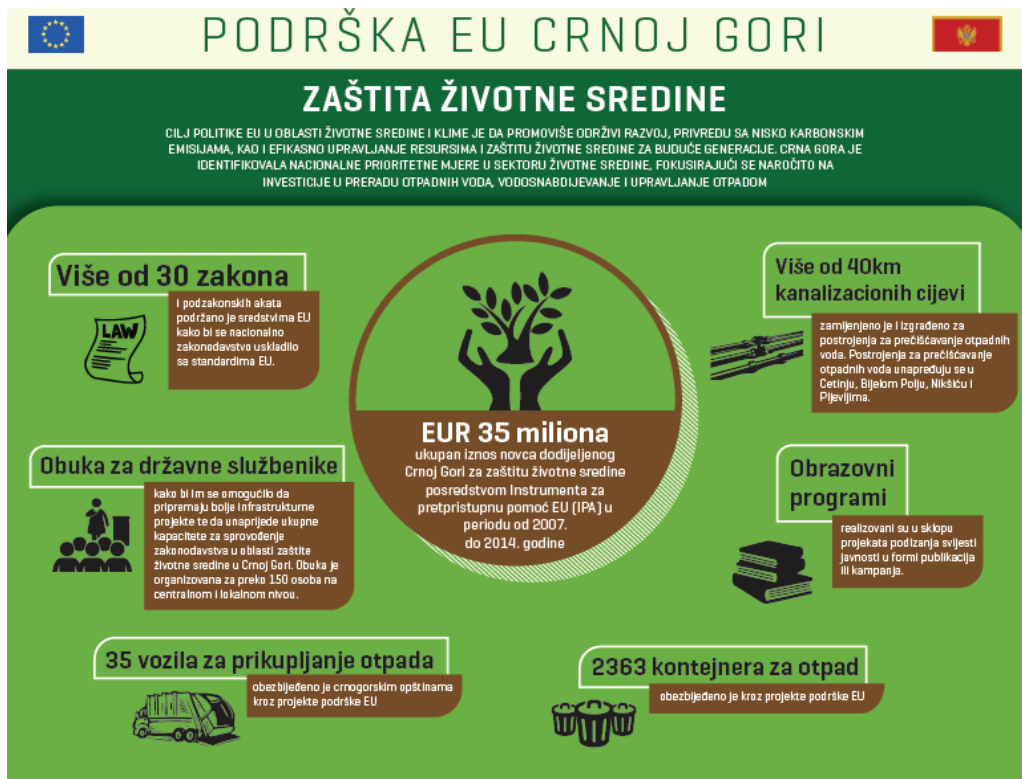 PODRŠKA EU CRNOJ GORI
ZAŠTITA ŽIVOTNE SREDINE
CILJ POLITIKE EU U OBLASTI ŽIVOTNE SREDINE I KLIME JE DA PROMOVIŠE ODRŽIVI RAZVOJ, PRIVREDU SA NISKO KARBONSKIM
EMISIJAMA, KAO I EFIKASNO UPRAVLJANJE RESURSIMA I ZAŠTITU ŽIVOTNE SREDINE ZA BUDUĆE GENERACIJE. CRNA GORA JE
IDENTIFIKOVALA NACIONALNE PRIORITETNE MJERE U SEKTORU ŽIVOTNE SREDINE, FOKUSIRAJUĆI SE NAROČITO NA
INVESTICIJE U PRERADU OTPADNIH VODA, VODOSNABDIJEVANJE I UPRAVLJANJE OTPADOM
Više od 30 zakona
i podzakonskih akata
podržano je sredstvima EU
kako bi se nacionalno
zakonodavstvo uskladilo
sa standardima EU.
LAW
Više od 40km
kanalizacionih cijevi
zamijenjeno je i izgrađeno za
postrojenja za prečišćavanje otpadnih
voda. Postrojenja za prečišćavanje
otpadnih voda unapređuju se u
Cetinju, Bijelom Polju, Nikšiću i
Pljevljima.
EUR 35 miliona
ukupan iznos novca dodijeljenog
Crnoj Gori za zaštitu životne sredine
posredstvom Instrumenta za
pretpristupnu pomoć EU (IPA) u
periodu od 2007.
do 2014. godine
Obuka za državne službenike
kako bi im se omogućilo da
pripremaju bolje infrastrukturne
projekte te da unaprijede ukupne
kapacitete za sprovođenje
zakonodavstva u oblasti zaštite
životne sredine u Crnoj Gori. Obuka je
organizovana za preko 150 osoba na
centralnom i lokalnom nivou.
Obrazovni
programi
realizovani su u sklopu
projekata podizanja svijesti
javnosti u formi publikacija
ili kampanja.
35 vozila za prikupljanje otpada
obezbijeđeno je crnogorskim opštinama
kroz projekte podrške EU
2363 kontejnera za otpad
obezbijeđeno je kroz projekte podrške EU